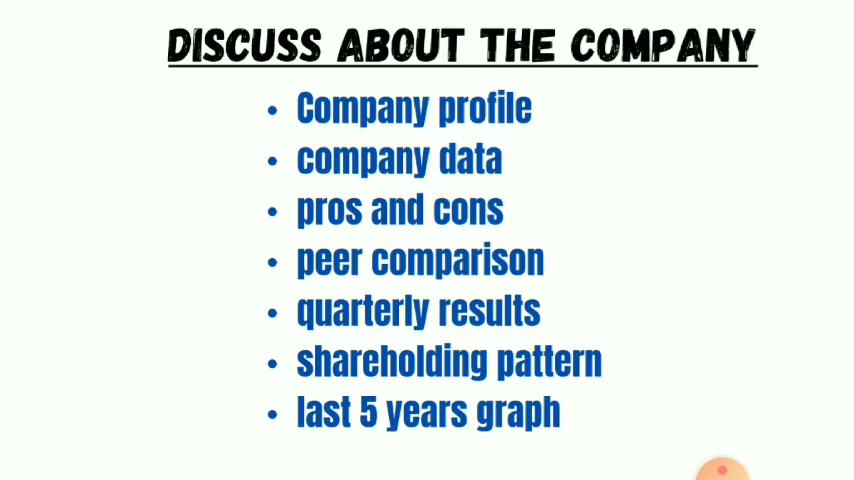 DISCUSS ABOUT THE COMPANY
• Company profile
• company data
• pros and cons
• peer comparison
• quarterly results
• shareholding pattern
• last 5 years graph